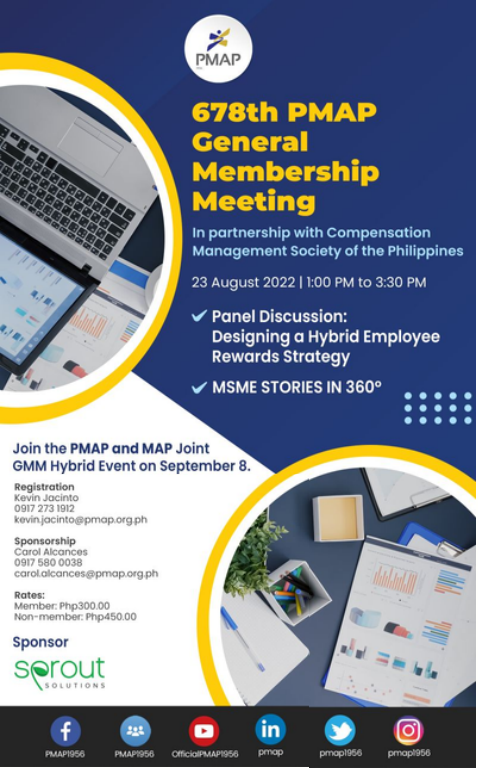 PMAP
678th PMAP
General
Membership
Meeting
In partnership with Compensation
Management Society of the Philippines
23 August 2022 | 1:00 PM to 3:30 PM
Panel Discussion:
Designing a Hybrid Employee
Rewards Strategy
MSME STORIES IN 360°
Join the PMAP and MAP Joint
GMM Hybrid Event on September 8.
Registration
Kevin Jacinto
0917 273 1912
kevin.jacinto@pmap.org.ph
Sponsorship
Carol Alcances
0917 580 0038
carol.alcances@pmap.org.ph
Rates:
Member: Php300.00
Non-member: Php450.00
Sponsor
sprout
SOLUTIONS
PMAP1956
PMAP1956
OfficialPMAP1956
pmap
pmap1956
pmap1956